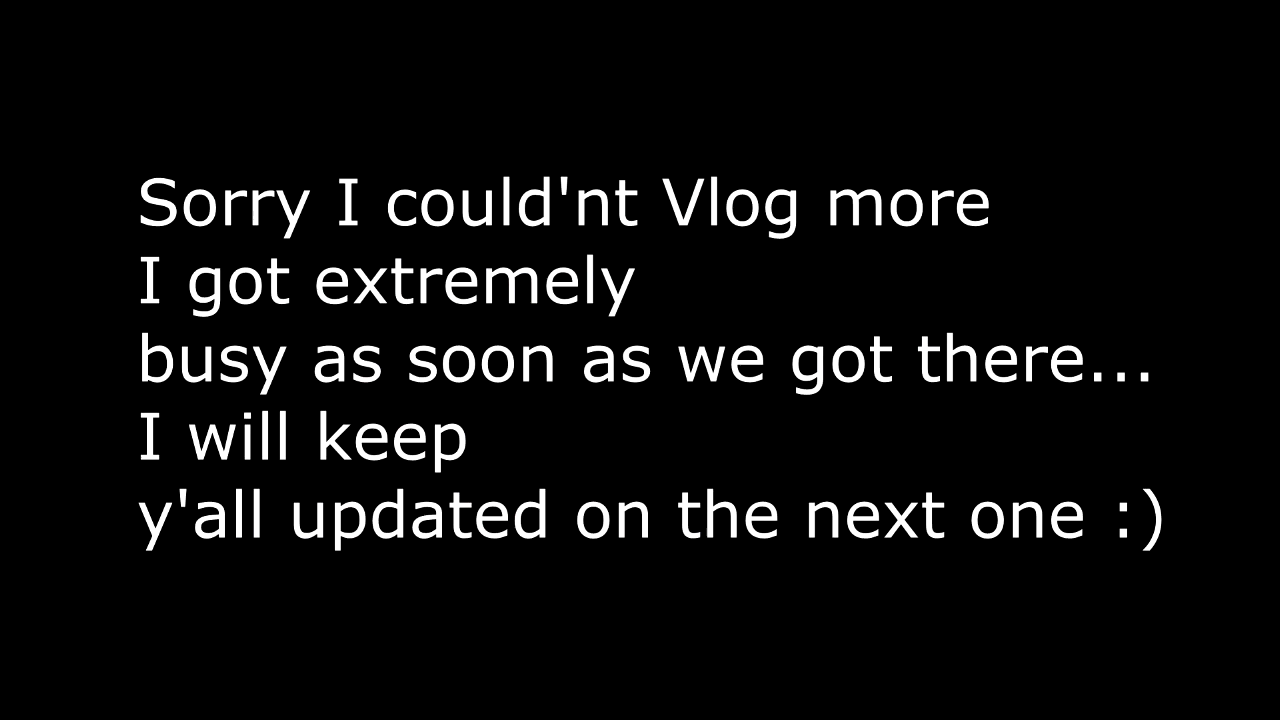 Sorry I could'nt Vlog more
I got extremely
busy as soon as we got there...
I will keep
y'all updated on the next one :)